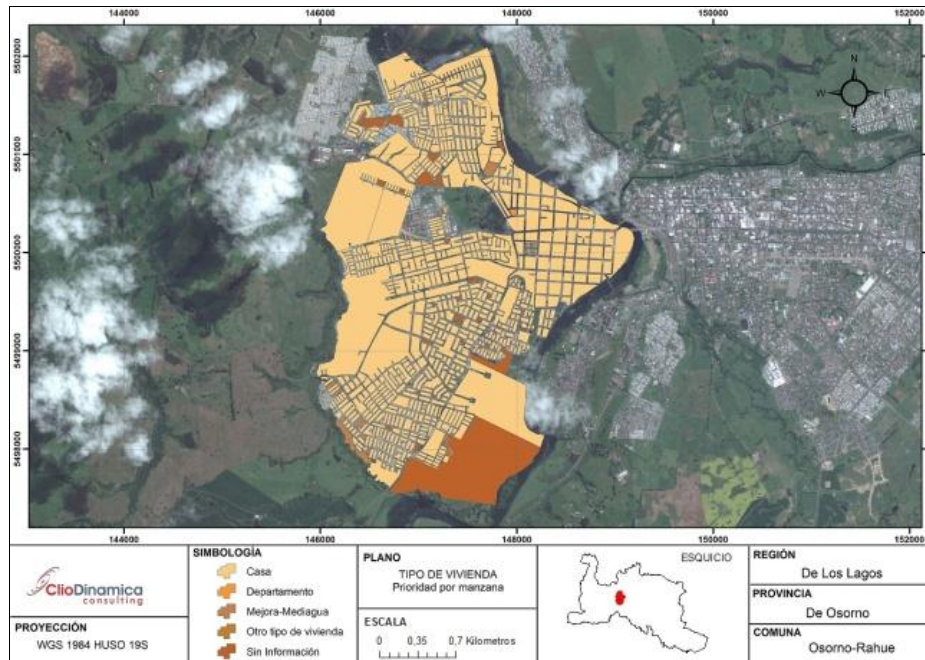 144000 146000 148000 150000 152000
5502000
5501000
5500000
5499000
5498000
N
W E
S
144000 146000 148000 150000 152000
ClioDinamica
consulting
PROYECCIÓN
WGS 1984 HUSO 19S
SIMBOLOGÍA
Casa
Departamento
Mejora-Mediagua
Otro tipo de vivienda
Sin Información
PLANO
TIPO DE VIVIENDA
Prioridad por manzana
ESCALA
0 0,35 0,7 Kilometros
ESQUICIO
REGIÓN
De Los Lagos
PROVINCIA
De Osorno
COMUNA
Osorno-Rahue